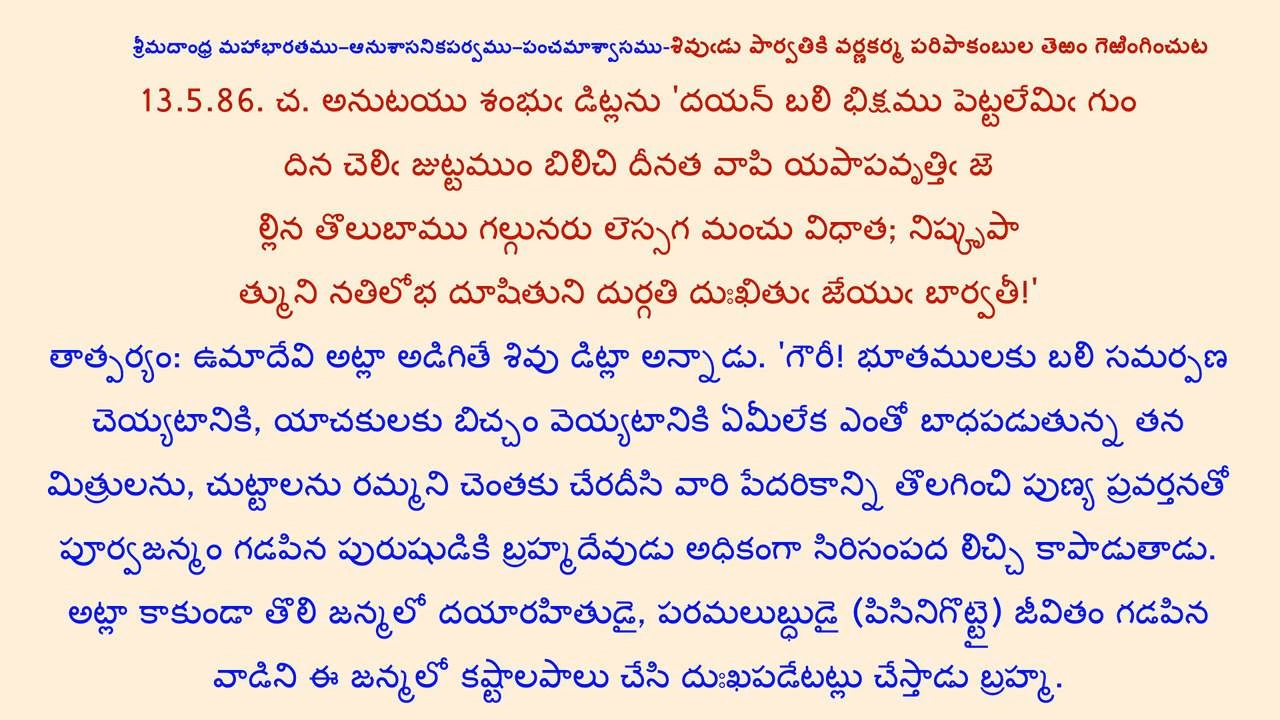 శ్రీమదాంధ్ర మహాభారతము–ఆనుశాసనికపర్వము–పంచమాశ్వాసము-శివుఁడు పార్వతికి వర్ణకర్మ పరిపాకంబుల తెఱం గెఱింగించుట
13.5.86. చ. అనుటయు శంభుఁ డిట్లను 'దయన్ బలి భిక్షము పెట్టలేమిఁ గుం
దిన చెలిఁ జుట్టముం బిలిచి దీనత వాపి యపాపవృత్తిఁ జె
ల్లిన తొలుబాము గల్గునరు లెస్సగ మంచు విధాత; నిష్కృపా
త్ముని నతిలోభ దూషితుని దుర్గతి దుఃఖితుఁ జేయుఁ బార్వతీ!'
తాత్పర్యం: ఉమాదేవి అట్లా అడిగితే శివు డిట్లా అన్నాడు. 'గౌరీ! భూతములకు బలి సమర్పణ
చెయ్యటానికి, యాచకులకు బిచ్చం వెయ్యటానికి ఏమీలేక ఎంతో బాధపడుతున్న తన
మిత్రులను, చుట్టాలను రమ్మని చెంతకు చేరదీసి వారి పేదరికాన్ని తొలగించి పుణ్య ప్రవర్తనతో
పూర్వజన్మం గడపిన పురుషుడికి బ్రహ్మదేవుడు అధికంగా సిరిసంపద లిచ్చి కాపాడుతాడు.
అట్లా కాకుండా తొలి జన్మలో దయారహితుడై, పరమలుబ్ధుడై (పిసినిగొట్టై) జీవితం గడపిన
వాడిని ఈ జన్మలో కష్టాలపాలు చేసి దుఃఖపడేటట్లు చేస్తాడు బ్రహ్మ.